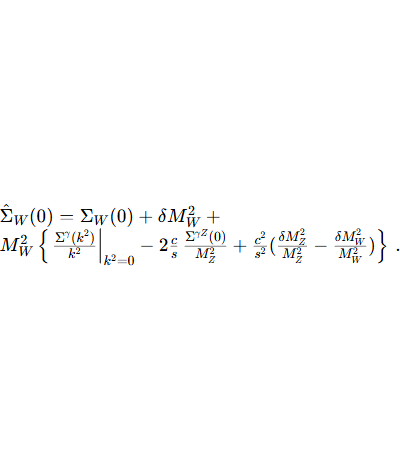 $\hat{\Sigma}_W(0) = \Sigma_W(0) + \delta M_W^2 +$
$M_W^2 \left\{ \left. \frac{\Sigma^\gamma(k^2)}{k^2} \right|_{k^2=0} - 2\frac{c}{s} \frac{\Sigma^{\gamma Z}(0)}{M_Z^2} + \frac{c^2}{s^2} (\frac{\delta M_Z^2}{M_Z^2} - \frac{\delta M_W^2}{M_W^2}) \right\} .$